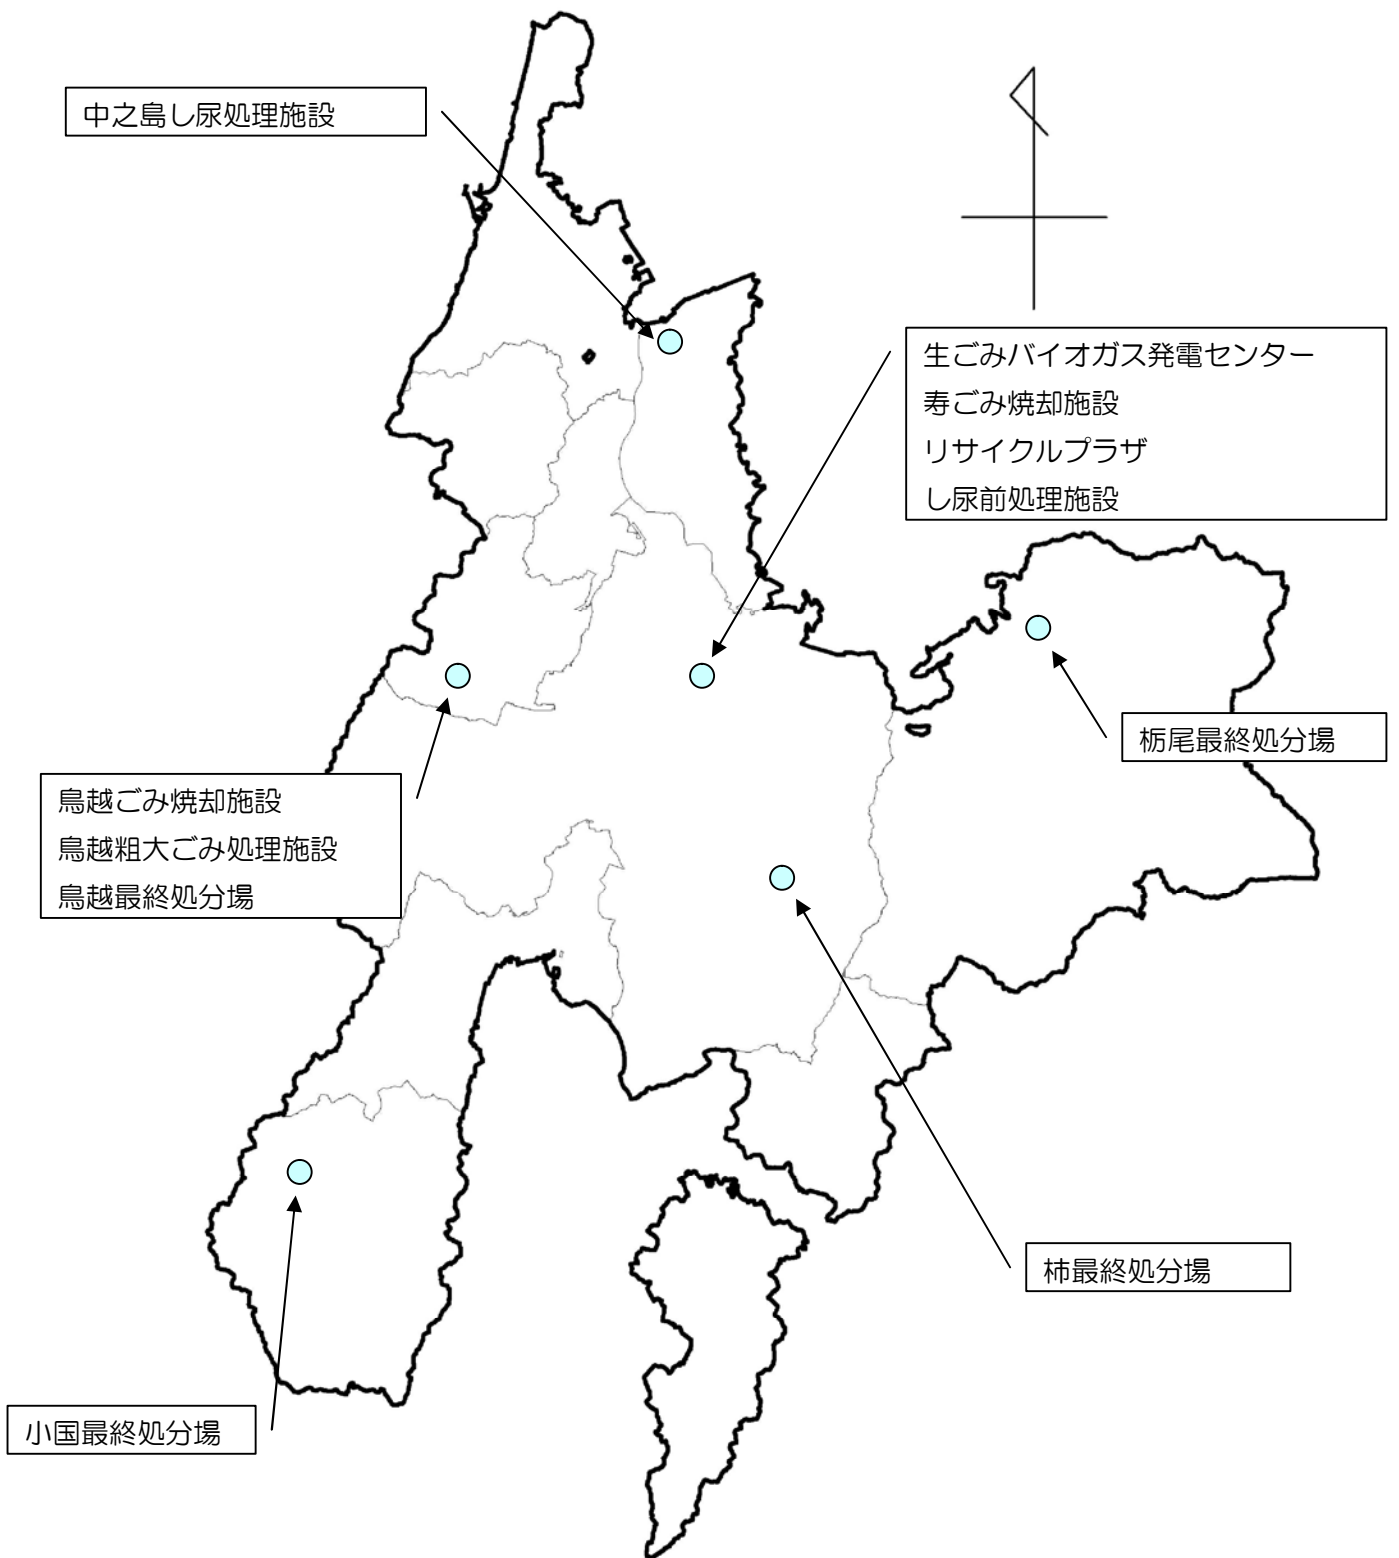 中之島し尿処理施設
生ごみバイオガス発電センター
寿ごみ焼却施設
リサイクルプラザ
し尿前処理施設
栃尾最終処分場
鳥越ごみ焼却施設
鳥越粗大ごみ処理施設
鳥越最終処分場
柿最終処分場
小国最終処分場